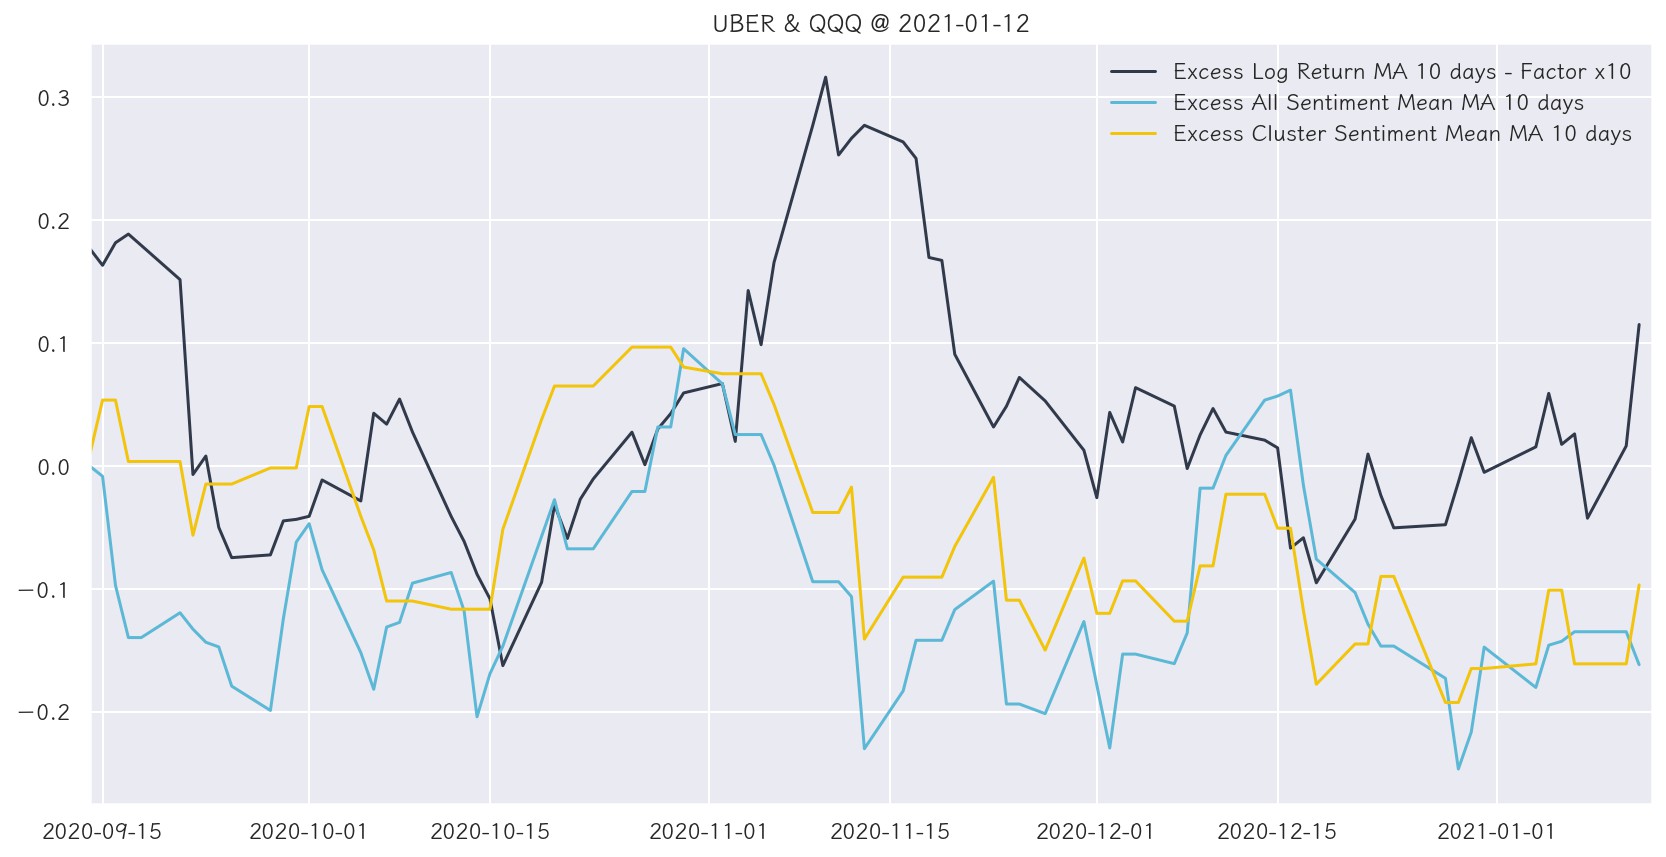 UBER & QQQ @ 2021-01-12
Excess Log Return MA 10 days - Factor x10
Excess All Sentiment Mean MA 10 days
Excess Cluster Sentiment Mean MA 10 days
0.3
0.2
0.1
0.0
−0.1
−0.2
2020-09-15 2020-10-01 2020-10-15 2020-11-01 2020-11-15 2020-12-01 2020-12-15 2021-01-01